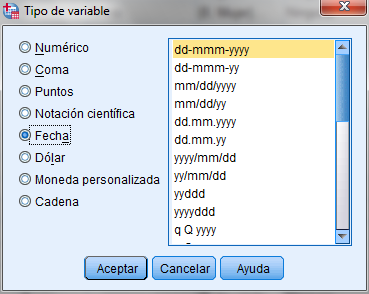 Tipo de variable
Numérico
Coma
Puntos
Notación científica
Fecha
Dólar
Moneda personalizada
Cadena
dd-mmm-yyyy
dd-mmm-yy
mm/dd/yyyy
mm/dd/yy
dd.mm.yyyy
dd.mm.yy
yyyy/mm/dd
yy/mm/dd
yyddd
yyyyddd
q Q yyyy
Aceptar
Cancelar
Ayuda